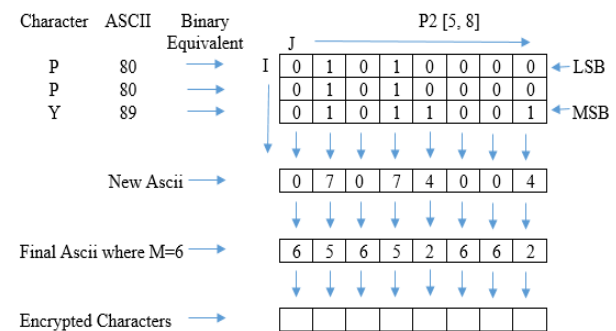 Character ASCII Binary Equivalent P2 [5, 8]
J
P 80 I 0 1 0 1 0 0 0 0 LSB
P 80 0 1 0 1 0 0 0 0
Y 89 0 1 0 1 1 0 0 1 MSB
New Ascii 0 7 0 7 4 0 0 4
Final Ascii where M=6 6 5 6 5 2 6 6 2
Encrypted Characters